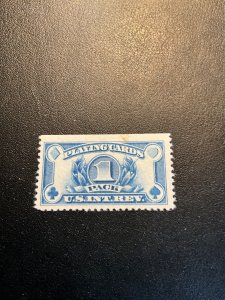 PLAYING CARDS
1
PACK
U.S.INT.REV.